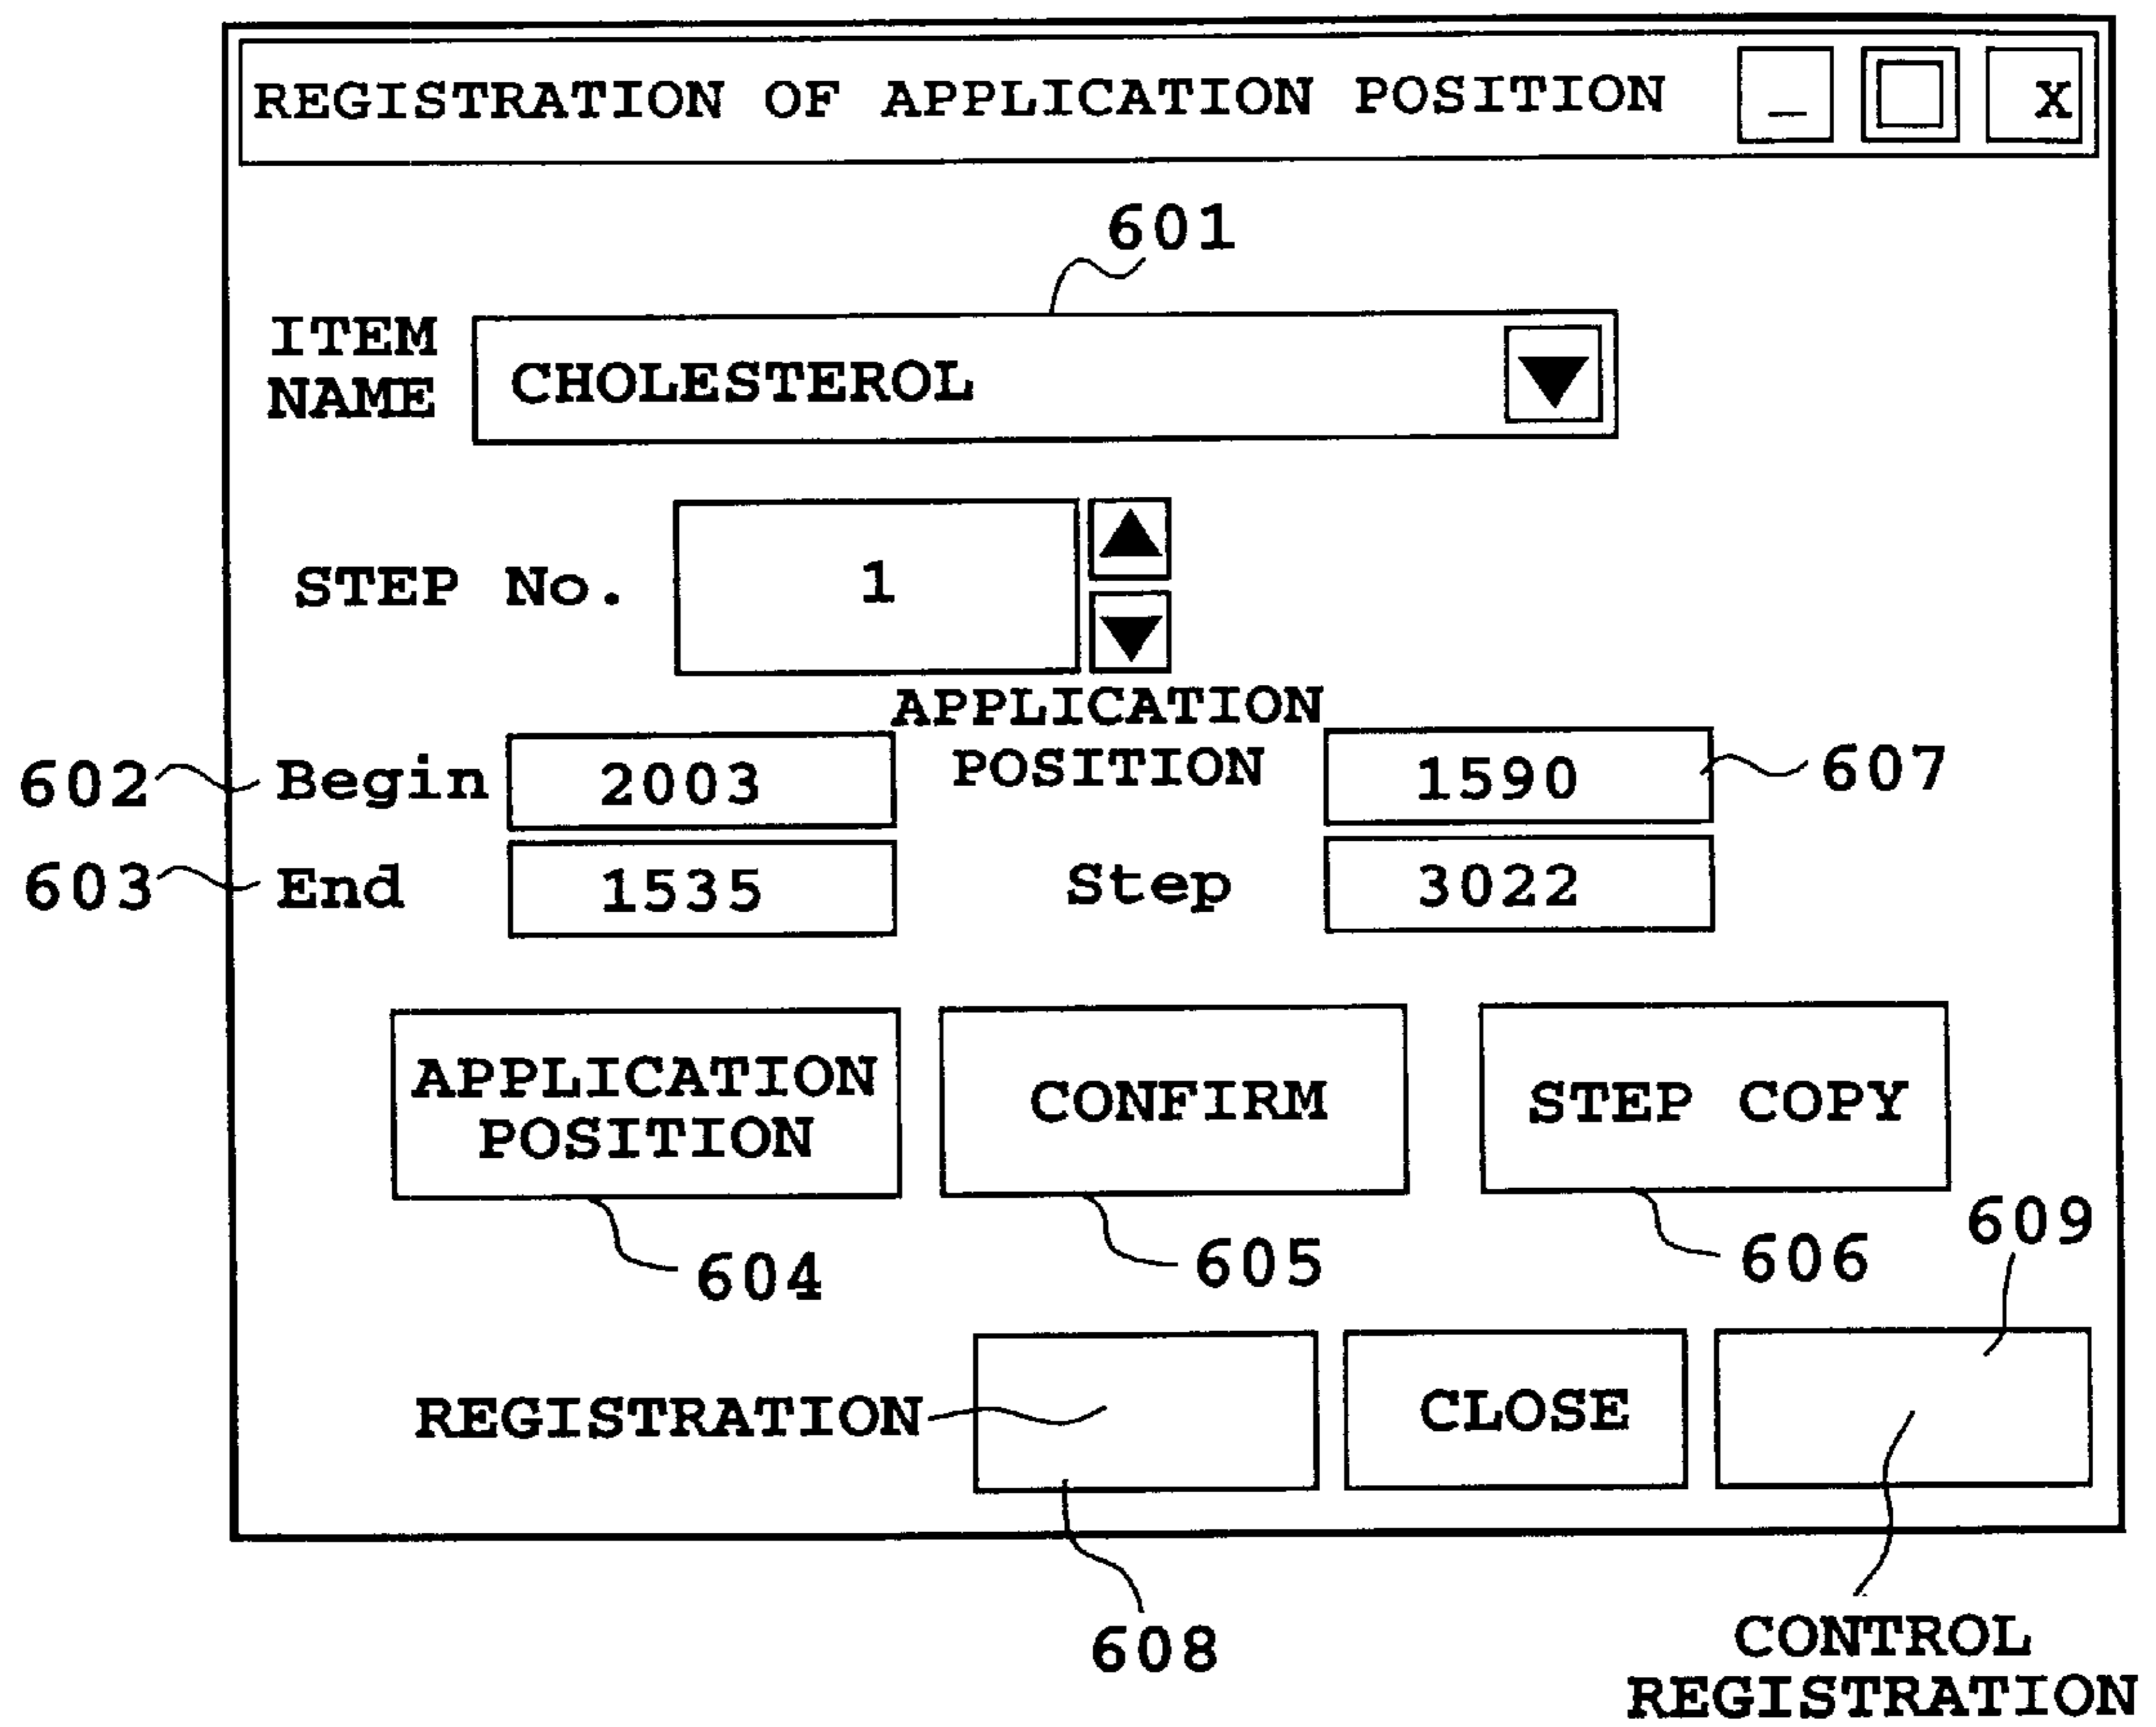 REGISTRATION OF APPLICATION POSITION _ X
601
ITEM
NAME
CHOLESTEROL
STEP No. 1
APPLICATION
POSITION
602 Begin 2003 1590 607
603 End 1535 Step 3022
APPLICATION
POSITION
CONFIRM
STEP COPY
604 605 606 609
REGISTRATION CLOSE
608
CONTROL
REGISTRATION